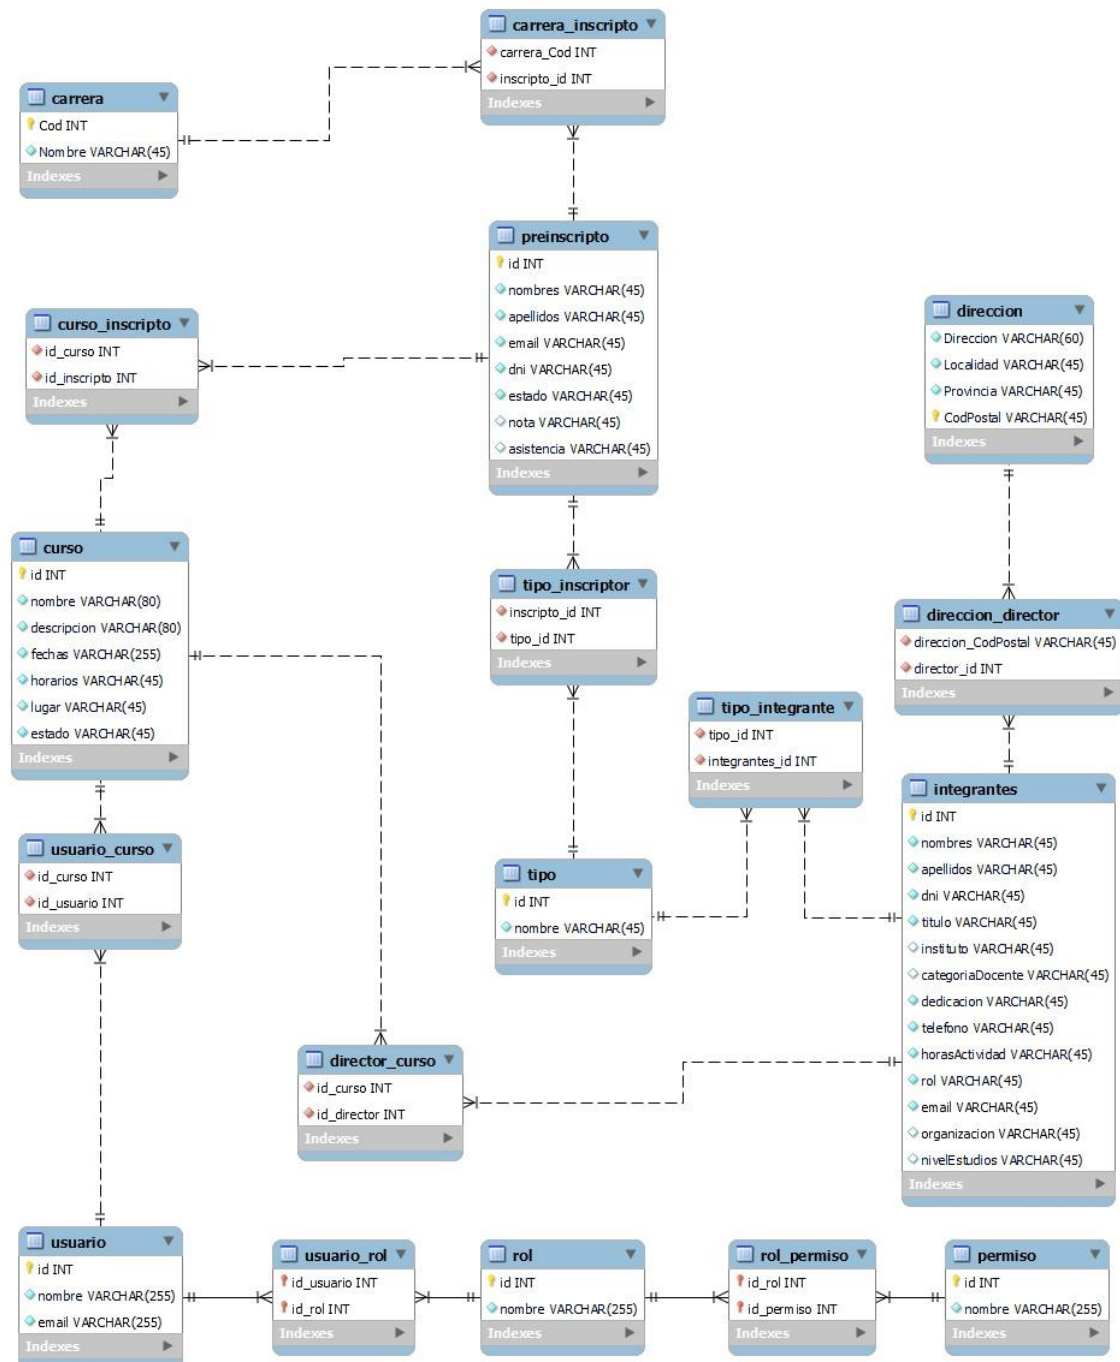 carrera_inscripto
carrera_Cod INT
inscripto_id INT
Indexes
carrera
Cod INT
Nombre VARCHAR(45)
Indexes
preinscripto
id INT
nombres VARCHAR(45)
apellidos VARCHAR(45)
email VARCHAR(45)
dni VARCHAR(45)
estado VARCHAR(45)
nota VARCHAR(45)
asistencia VARCHAR(45)
Indexes
curso_inscripto
id_curso INT
id_inscripto INT
Indexes
direccion
Direccion VARCHAR(60)
Localidad VARCHAR(45)
Provincia VARCHAR(45)
CodPostal VARCHAR(45)
Indexes
curso
id INT
nombre VARCHAR(80)
descripcion VARCHAR(80)
fechas VARCHAR(255)
horarios VARCHAR(45)
lugar VARCHAR(45)
estado VARCHAR(45)
Indexes
tipo_inscriptor
inscripto_id INT
tipo_id INT
Indexes
direccion_director
direccion_CodPostal VARCHAR(45)
director_id INT
Indexes
tipo_integrante
tipo_id INT
integrantes_id INT
Indexes
integrantes
id INT
nombres VARCHAR(45)
apellidos VARCHAR(45)
dni VARCHAR(45)
titulo VARCHAR(45)
instituto VARCHAR(45)
categoriaDocente VARCHAR(45)
dedicacion VARCHAR(45)
telefono VARCHAR(45)
horasActividad VARCHAR(45)
rol VARCHAR(45)
email VARCHAR(45)
organizacion VARCHAR(45)
nivelEstudios VARCHAR(45)
Indexes
usuario_curso
id_curso INT
id_usuario INT
Indexes
tipo
id INT
nombre VARCHAR(45)
Indexes
director_curso
id_curso INT
id_director INT
Indexes
usuario
id INT
nombre VARCHAR(255)
email VARCHAR(255)
Indexes
usuario_rol
id_usuario INT
id_rol INT
Indexes
rol
id INT
nombre VARCHAR(255)
Indexes
rol_permiso
id_rol INT
id_permiso INT
Indexes
permiso
id INT
nombre VARCHAR(255)
Indexes